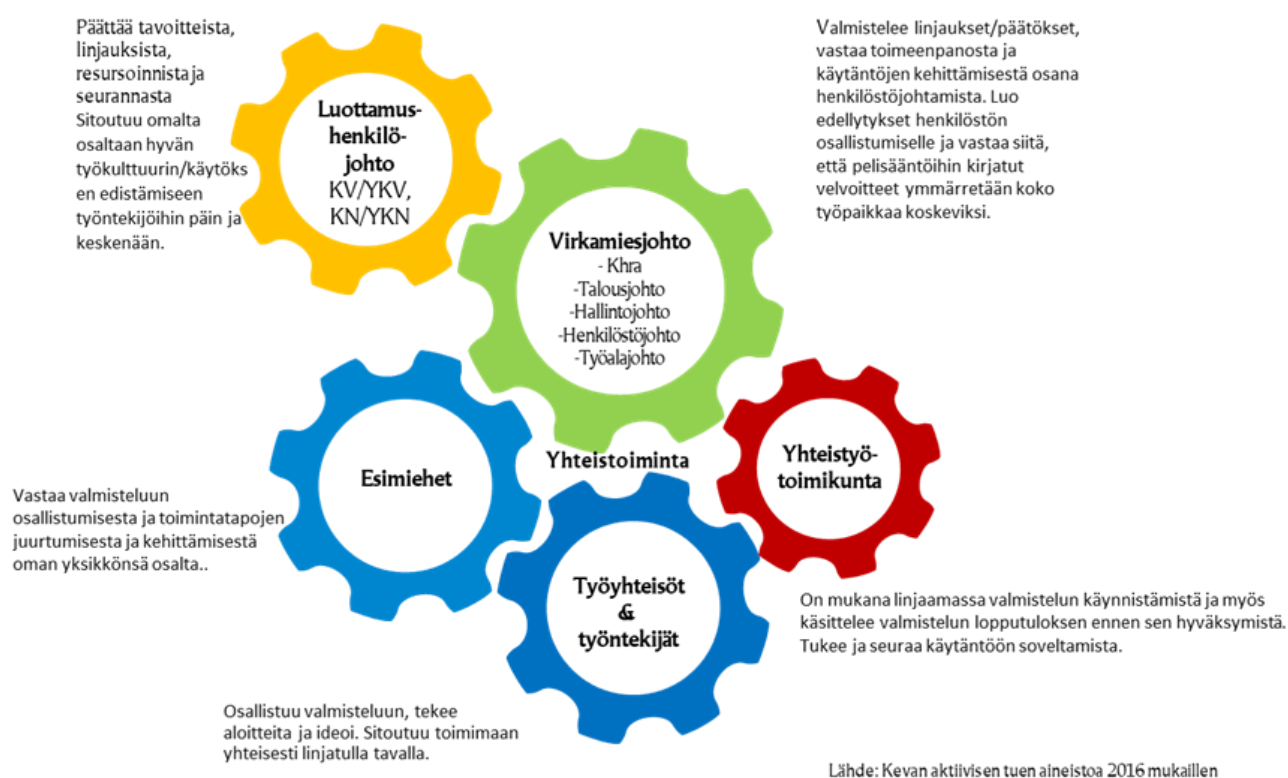 Päättää tavoitteista,
linjauksista,
resursoinnista ja
seurannasta
Sitoutuu omalta
osaltaan hyvän
työkulttuurin/käytöks
en edistämiseen
työntekijöihin päin ja
keskenään.
Luottamus-
henkilö-
johto
KV/YKV,
KN/YKN
Valmistelee linjaukset/päätökset,
vastaa toimeenpanosta ja
käytäntöjen kehittämisestä osana
henkilöstöjohtamista. Luo
edellytykset henkilöstön
osallistumiselle ja vastaa siitä,
että pelisääntöihin kirjatut
velvoitteet ymmärretään koko
työpaikkaa koskeviksi.
Virkamiesjohto
- Khra
-Talousjohto
-Hallintojohto
-Henkilöstöjohto
-Työalajohto
Esimiehet
Yhteistoiminta
Yhteistyö-
toimikunta
Vastaa valmisteluun
osallistumisesta ja toimintatapojen
juurtumisesta ja kehittämisestä
oman yksikkönsä osalta..
Työyhteisöt
&
työntekijät
On mukana linjaamassa valmistelun käynnistämistä ja myös
käsittelee valmistelun lopputuloksen ennen sen hyväksymistä.
Tukee ja seuraa käytäntöön soveltamista.
Osallistuu valmisteluun, tekee
aloitteita ja ideoi. Sitoutuu toimimaan
yhteisesti linjatulla tavalla.
Lähde: Kevan aktiivisen tuen aineistoa 2016 mukaillen